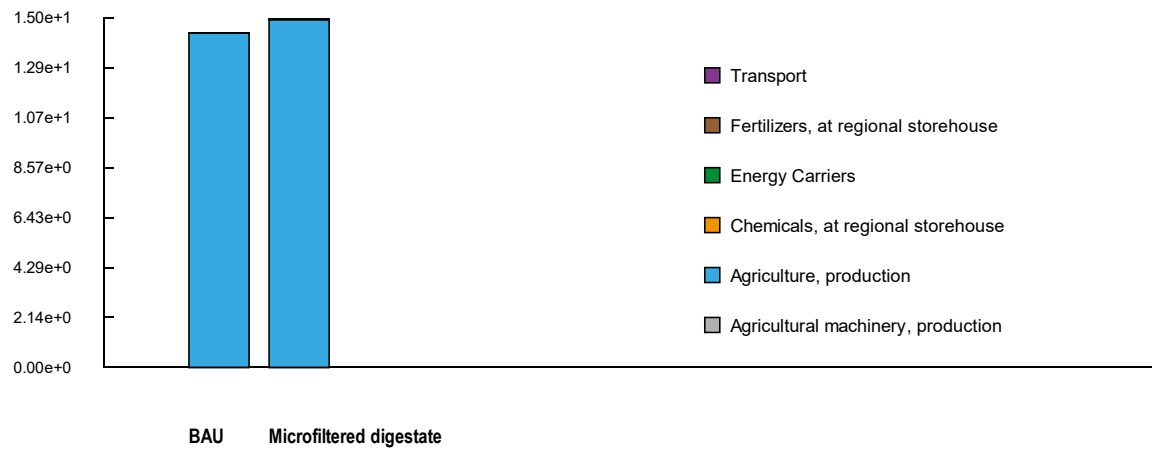 1.50e+1
1.29e+1
1.07e+1
8.57e+0
6.43e+0
4.29e+0
2.14e+0
0.00e+0
Transport
Fertilizers, at regional storehouse
Energy Carriers
Chemicals, at regional storehouse
Agriculture, production
Agricultural machinery, production
BAU Microfiltered digestate